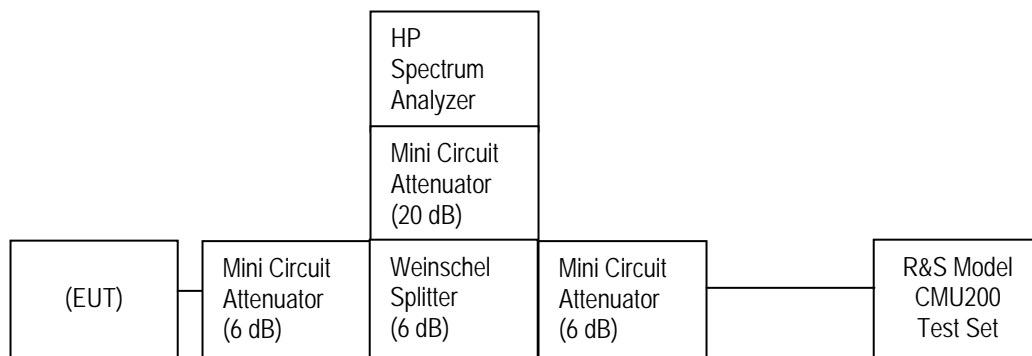 HP
Spectrum
Analyzer
Mini Circuit
Attenuator
(20 dB)
(EUT)
Mini Circuit
Attenuator
(6 dB)
Weinschel
Splitter
(6 dB)
Mini Circuit
Attenuator
(6 dB)
R&S Model
CMU200
Test Set